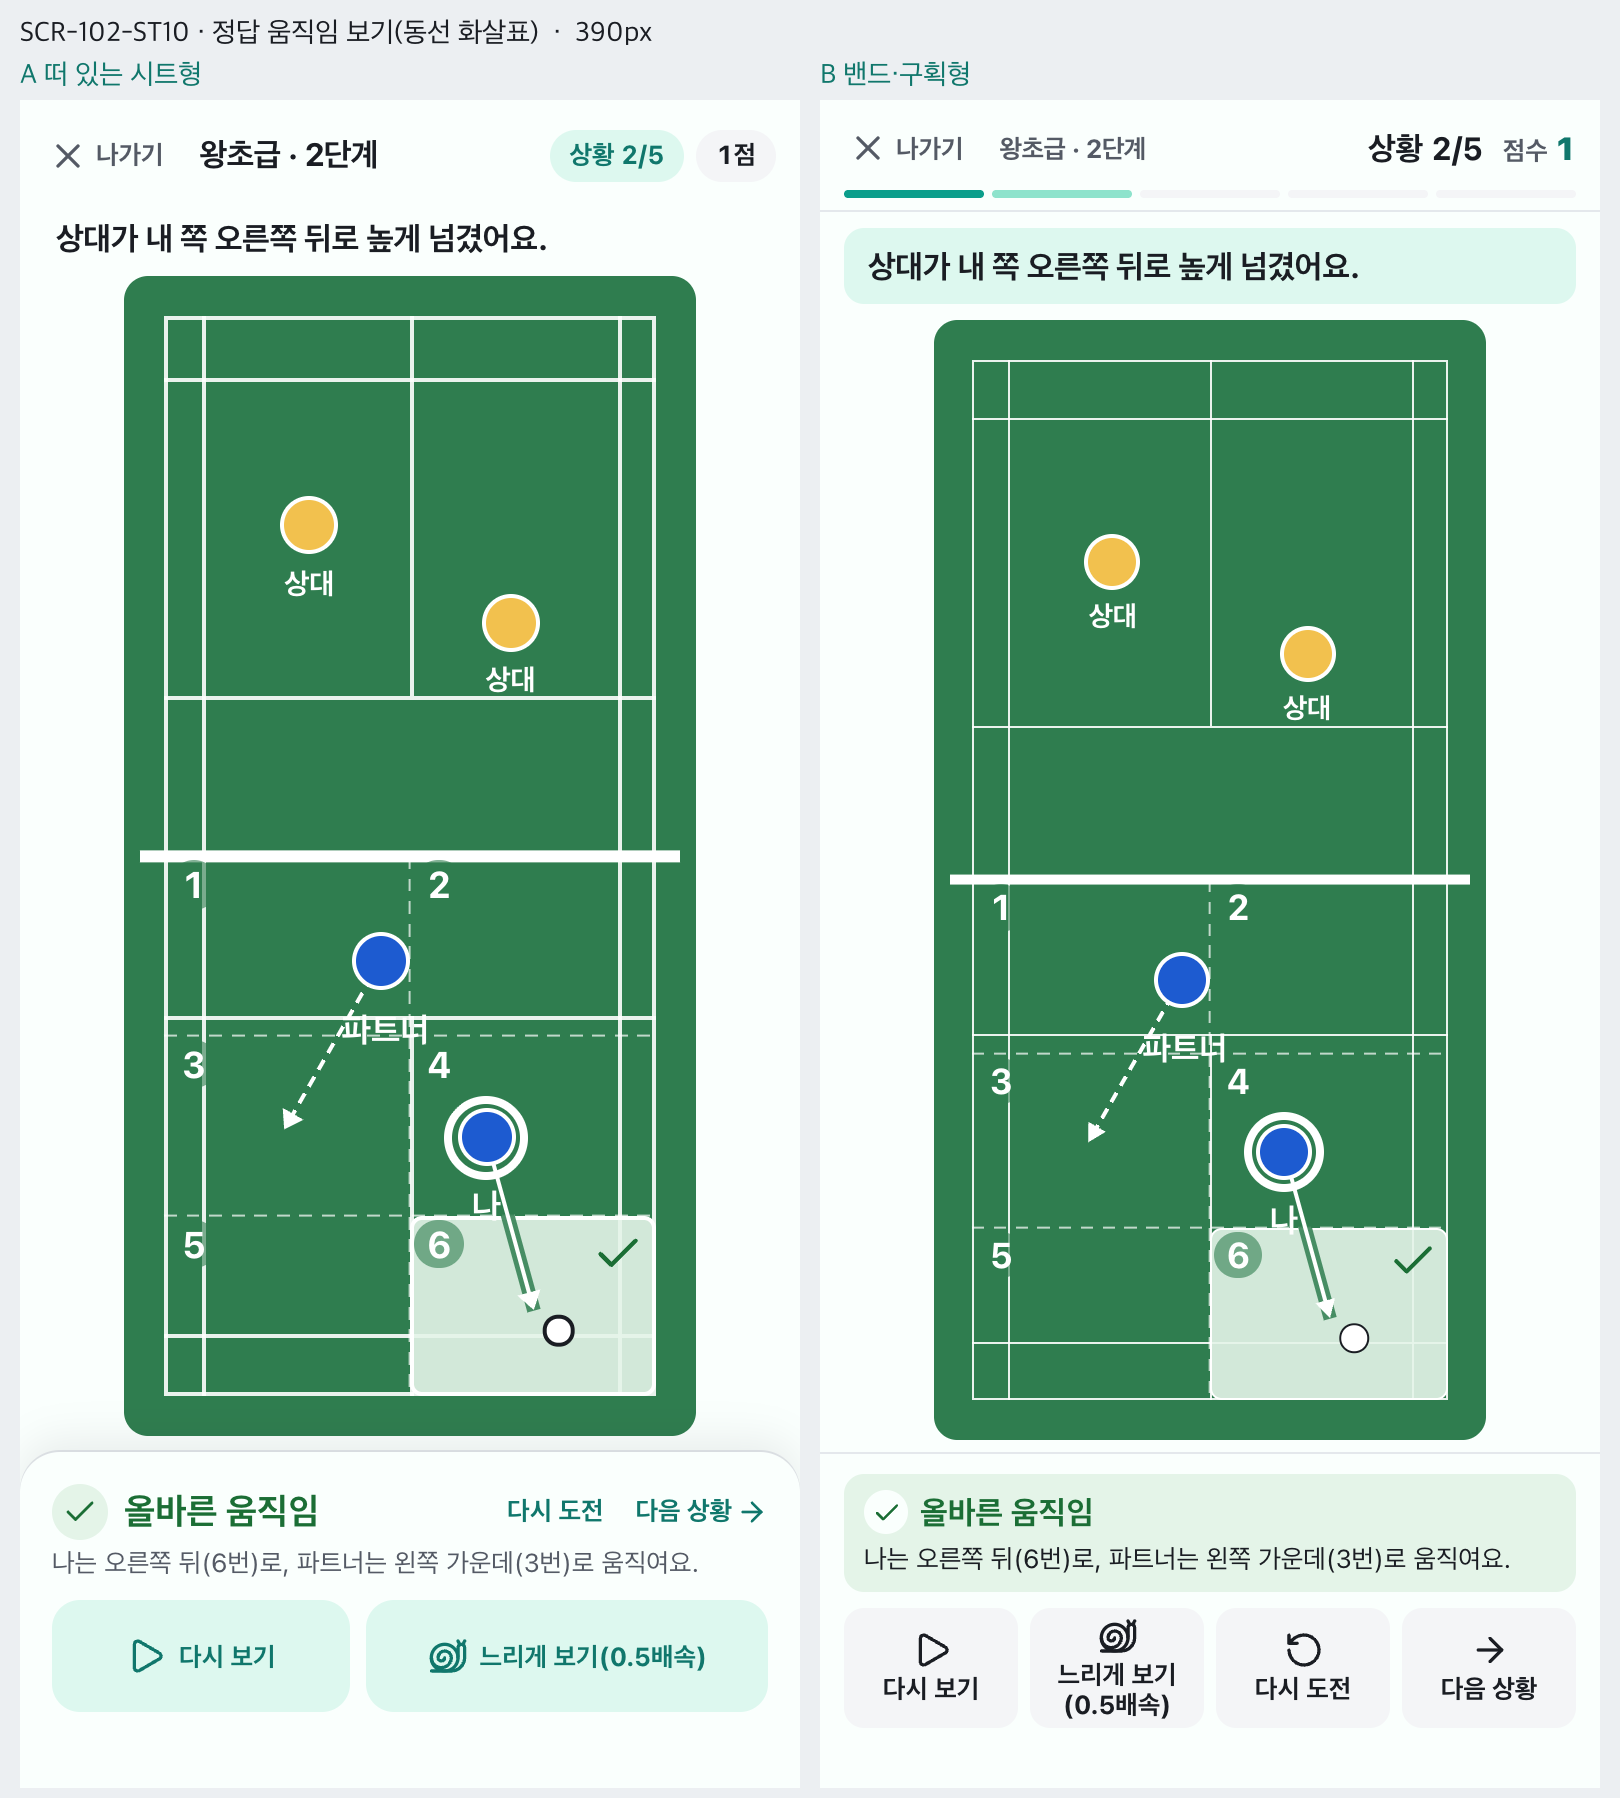 SCR-102-ST10 · 정답 움직임 보기(동선 화살표) · 390px
A 떠 있는 시트형
나가기 왕초급 · 2단계 상황 2/5 1점
상대가 내 쪽 오른쪽 뒤로 높게 넘겼어요.
상대
상대
1 2
파트너
3 4
나
5 6
올바른 움직임 다시 도전 다음 상황
나는 오른쪽 뒤(6번)로, 파트너는 왼쪽 가운데(3번)로 움직여요.
다시 보기 느리게 보기(0.5배속)
B 밴드·구획형
나가기 왕초급 · 2단계 상황 2/5 점수 1
상대가 내 쪽 오른쪽 뒤로 높게 넘겼어요.
상대
상대
1 2
파트너
3 4
나
5 6
올바른 움직임
나는 오른쪽 뒤(6번)로, 파트너는 왼쪽 가운데(3번)로 움직여요.
다시 보기
느리게 보기
(0.5배속)
다시 도전
다음 상황